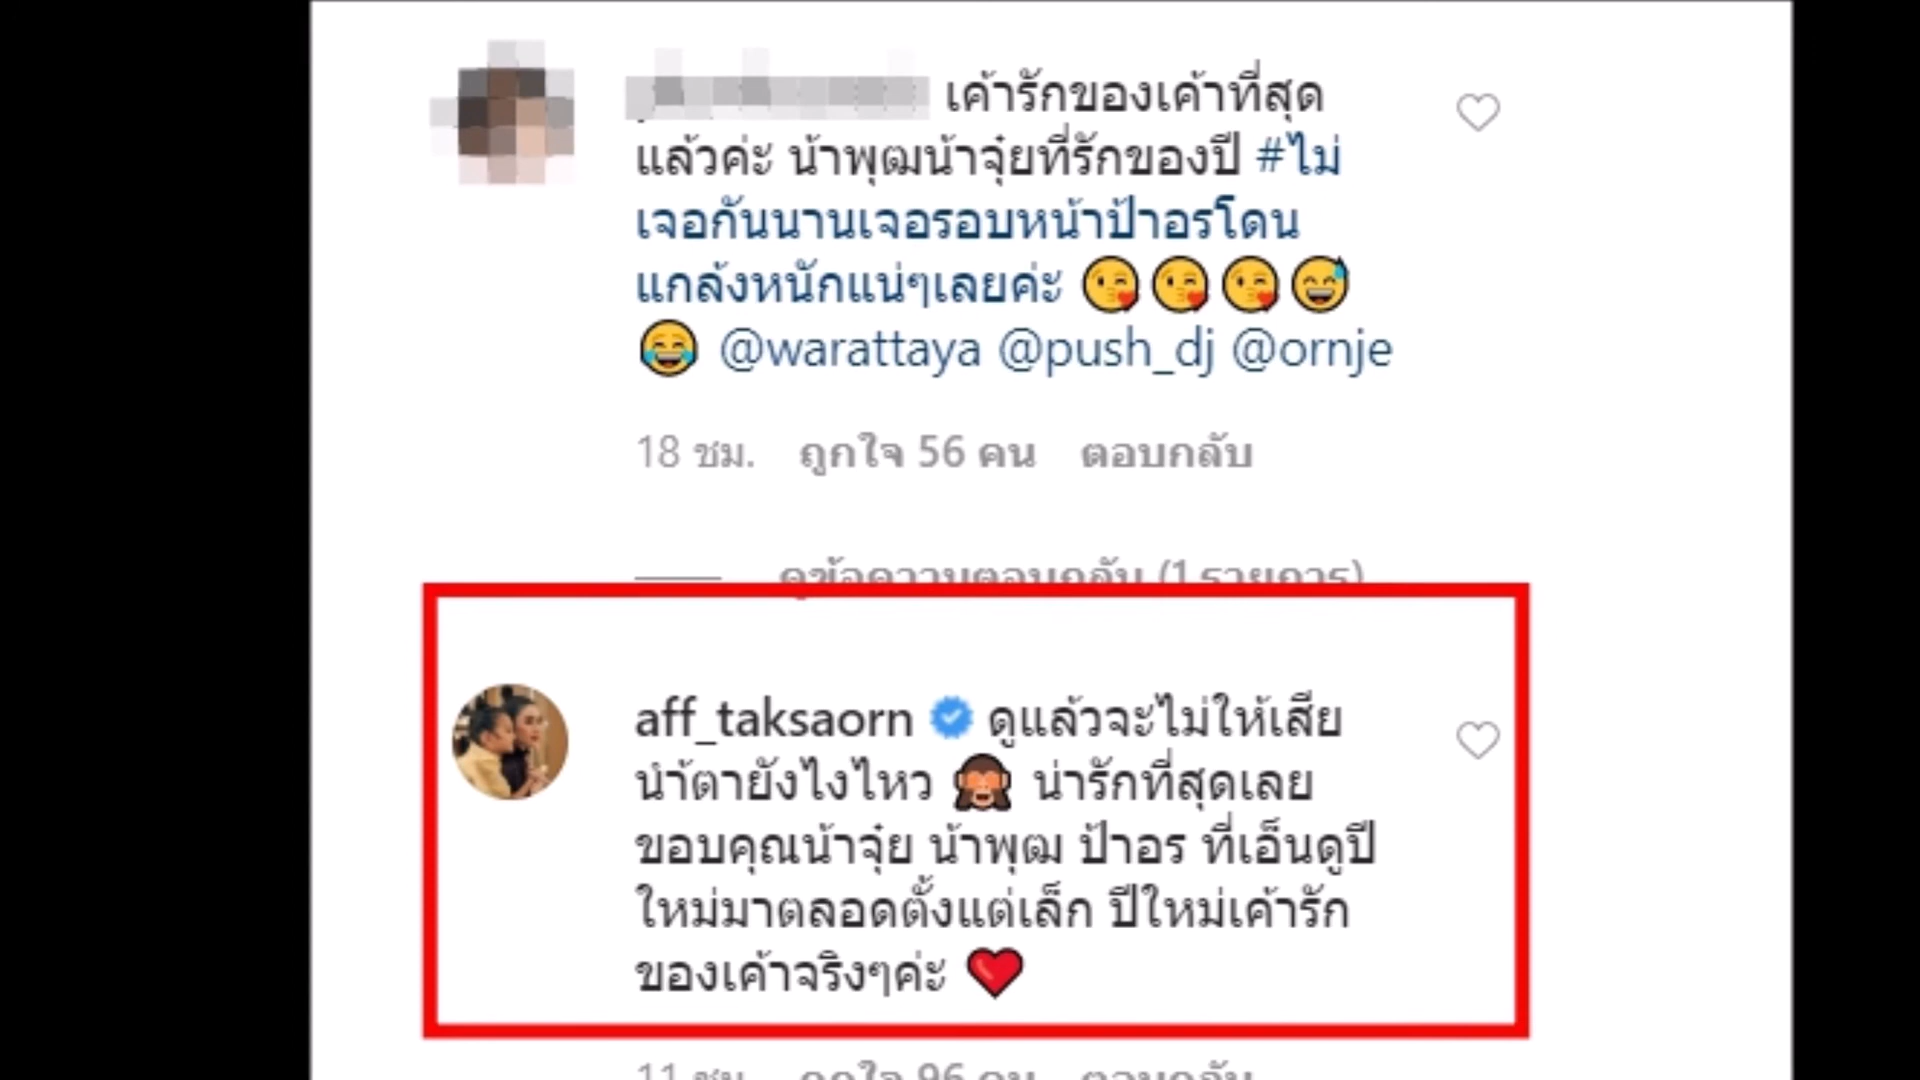 เค้ารักของเค้าที่สุด
แล้วค่ะ น้าพุฒน้าจุ๋ยที่รักของปี #ไม่
เจอกันนานเจอรอบหน้าป้าอรโดน
แกล้งหนักแน่ๆเลยค่ะ 😘😘😘😅
😂 @warattaya @push_dj @ornje
18 ชม. ถูกใจ 56 คน ตอบกลับ
ดูข้อความตอบกลับ (1 รายการ)
aff_taksaorn ดูแล้วจะไม่ให้เสีย
นํ้าตายังไงไหว 🙈 น่ารักที่สุดเลย
ขอบคุณน้าจุ๋ย น้าพุฒ ป้าอร ที่เอ็นดูปี
ใหม่มาตลอดตั้งแต่เล็ก ปีใหม่เค้ารัก
ของเค้าจริงๆค่ะ ❤️
11 ชม. ถูกใจ 96 คน ตอบกลับ